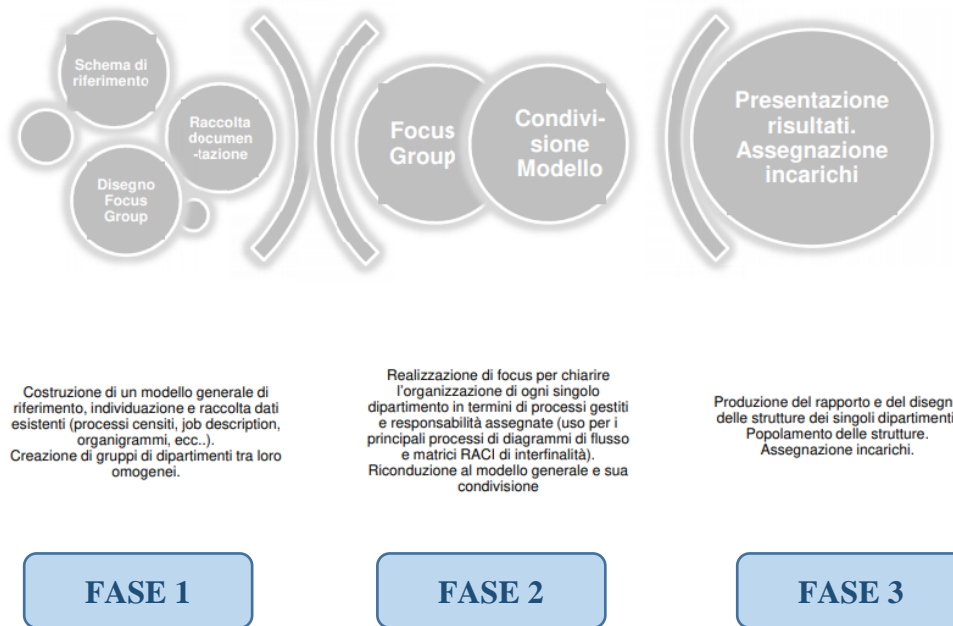 Schema di
riferimento
Raccolta
documen
-tazione
Disegno
Focus
Group
Focus
Group
Condivi-
sione
Modello
Presentazione
risultati.
Assegnazione
incarichi
Costruzione di un modello generale di
riferimento, individuazione e raccolta dati
esistenti (processi censiti, job description,
organigrammi, ecc..).
Creazione di gruppi di dipartimenti tra loro
omogenei.
Realizzazione di focus per chiarire
l'organizzazione di ogni singolo
dipartimento in termini di processi gestiti
e responsabilità assegnate (uso per i
principali processi di diagrammi di flusso
e matrici RACI di interfinalità).
Riconduzione al modello generale e sua
condivisione
Produzione del rapporto e del disegn
delle strutture dei singoli dipartimenti
Popolamento delle strutture.
Assegnazione incarichi.
FASE 1
FASE 2
FASE 3